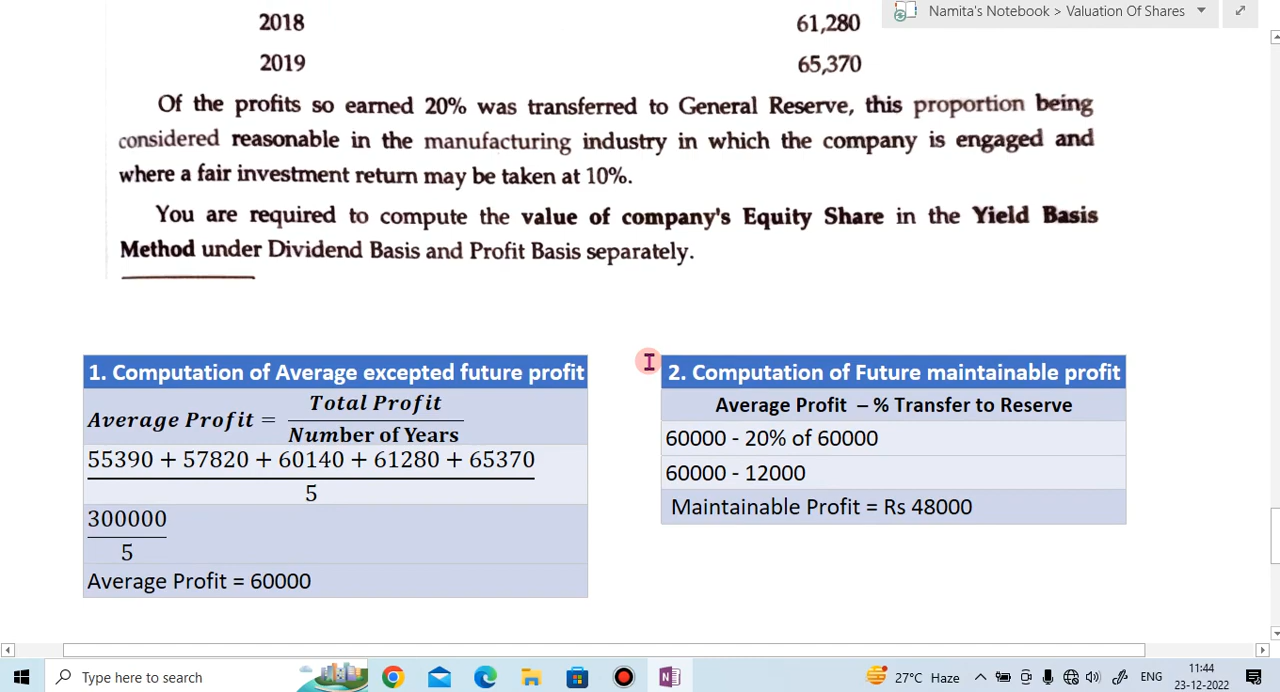 Namita's Notebook > Valuation Of Shares
2018 61,280
2019 65,370
Of the profits so earned 20% was transferred to General Reserve, this proportion being
considered reasonable in the manufacturing industry in which the company is engaged and
where a fair investment return may be taken at 10%.
You are required to compute the value of company's Equity Share in the Yield Basis
Method under Dividend Basis and Profit Basis separately.
1. Computation of Average excepted future profit
Average Profit = Total Profit / Number of Years
55390 + 57820 + 60140 + 61280 + 65370
5
300000
5
Average Profit = 60000
2. Computation of Future maintainable profit
Average Profit – % Transfer to Reserve
60000 - 20% of 60000
60000 - 12000
Maintainable Profit = Rs 48000
Type here to search
27°C Haze
ENG
11:44
23-12-2022